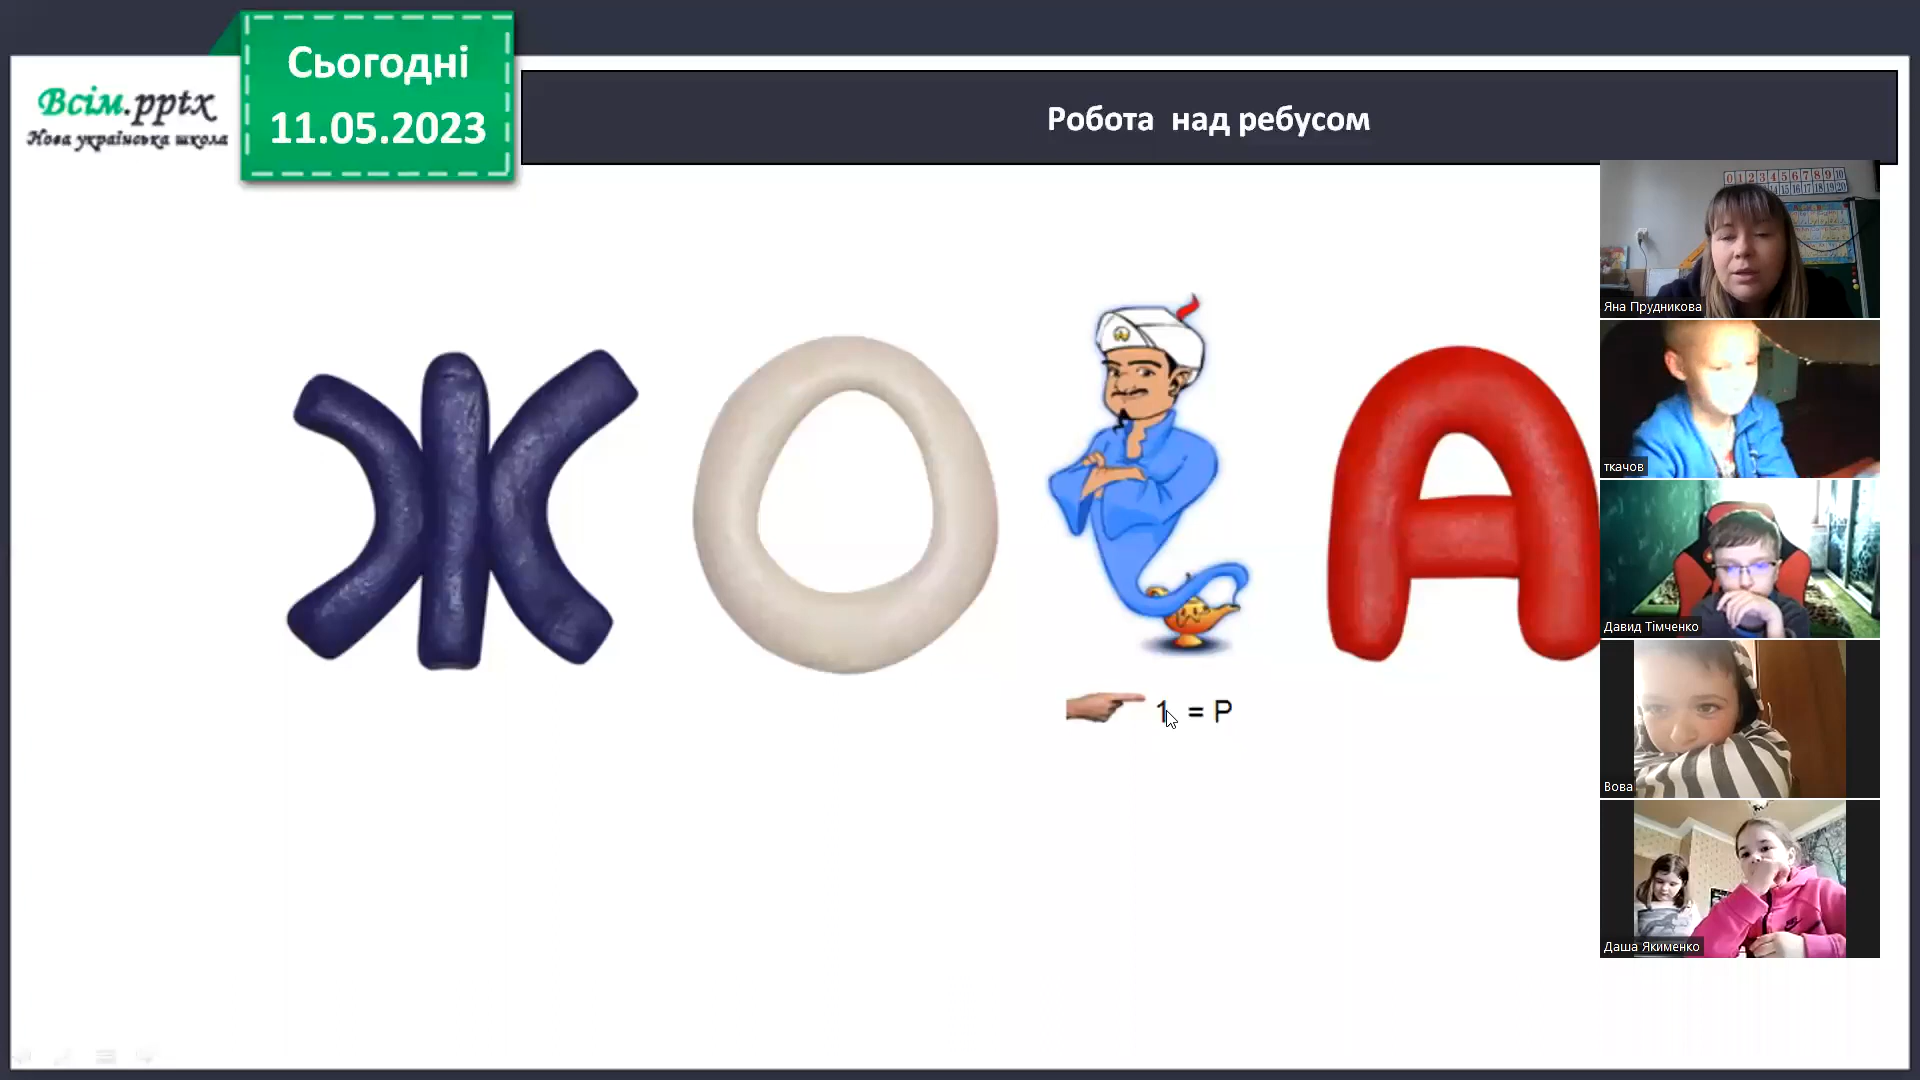 Сьогодні
11.05.2023
Всім.pptx
Нова українська школа
Робота над ребусом
Ж О А
1 = Р
Яна Прудникова
ткачов
Давид Тімченко
Вова
Даша Якименко